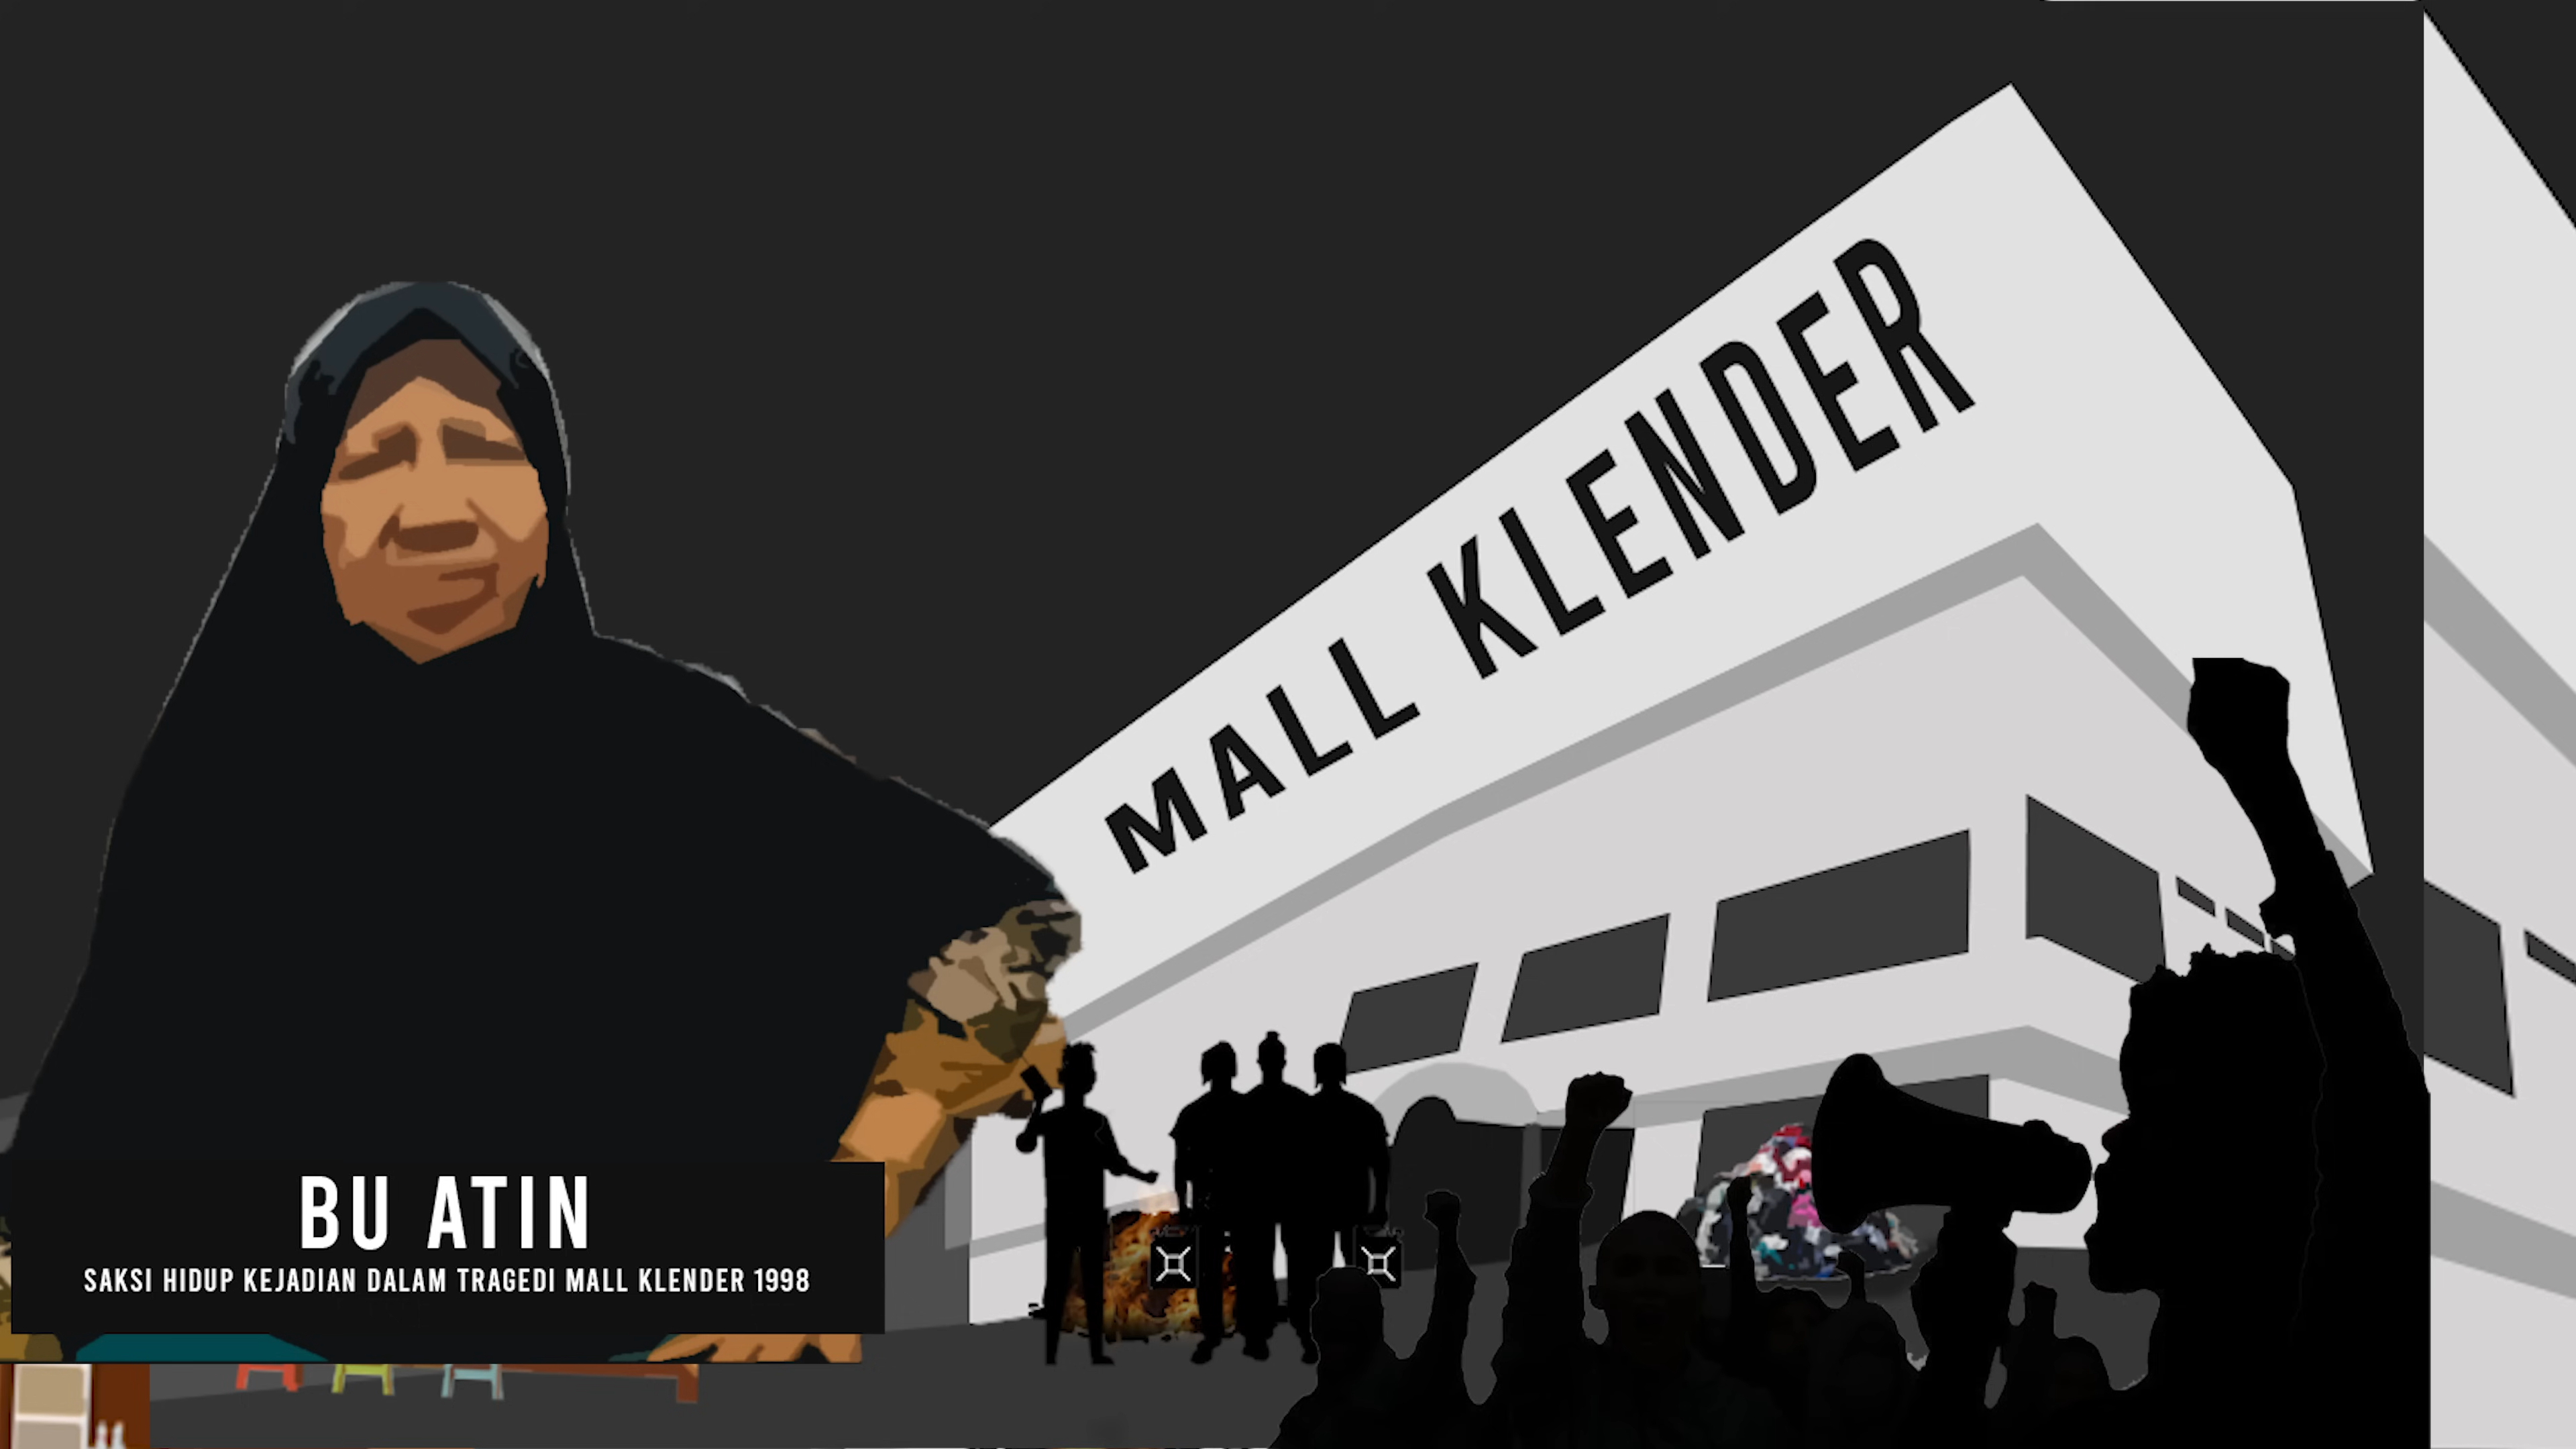 MALL KLENDER
BU ATIN
SAKSI HIDUP KEJADIAN DALAM TRAGEDI MALL KLENDER 1998